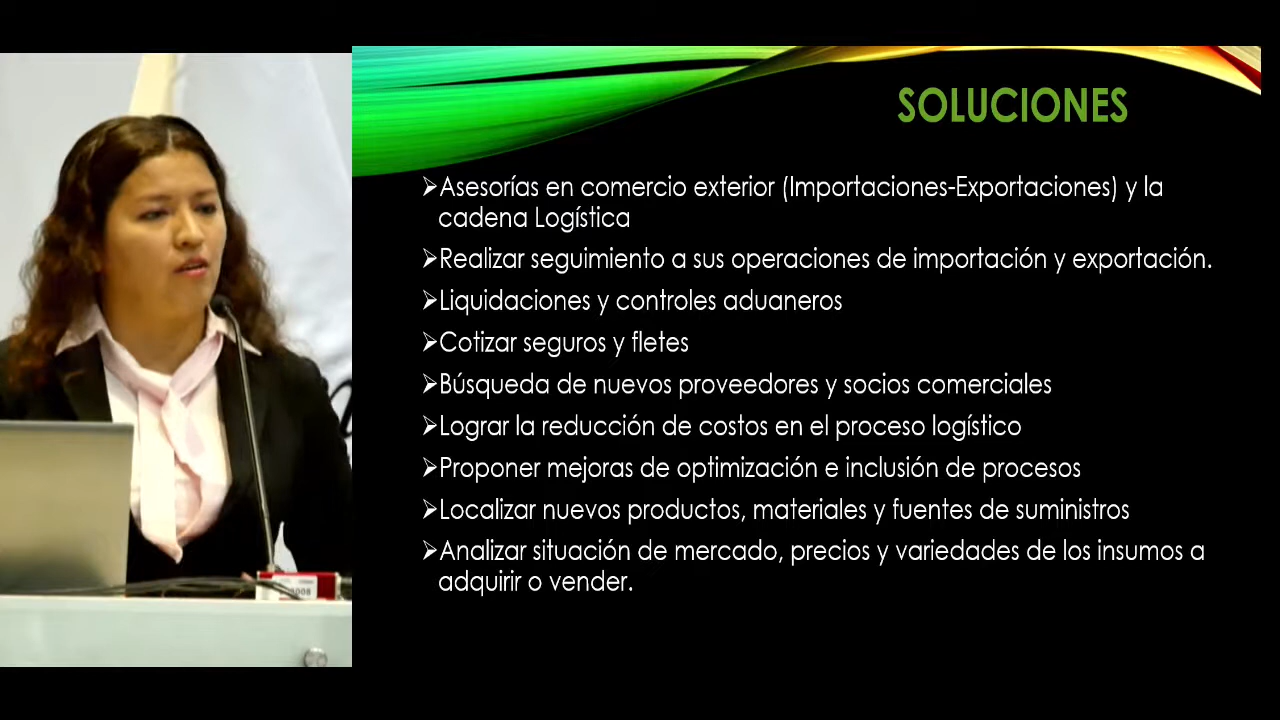 SOLUCIONES
➢Asesorías en comercio exterior (Importaciones-Exportaciones) y la
cadena Logística
➢Realizar seguimiento a sus operaciones de importación y exportación.
➢Liquidaciones y controles aduaneros
➢Cotizar seguros y fletes
➢Búsqueda de nuevos proveedores y socios comerciales
➢Lograr la reducción de costos en el proceso logístico
➢Proponer mejoras de optimización e inclusión de procesos
➢Localizar nuevos productos, materiales y fuentes de suministros
➢Analizar situación de mercado, precios y variedades de los insumos a
adquirir o vender.